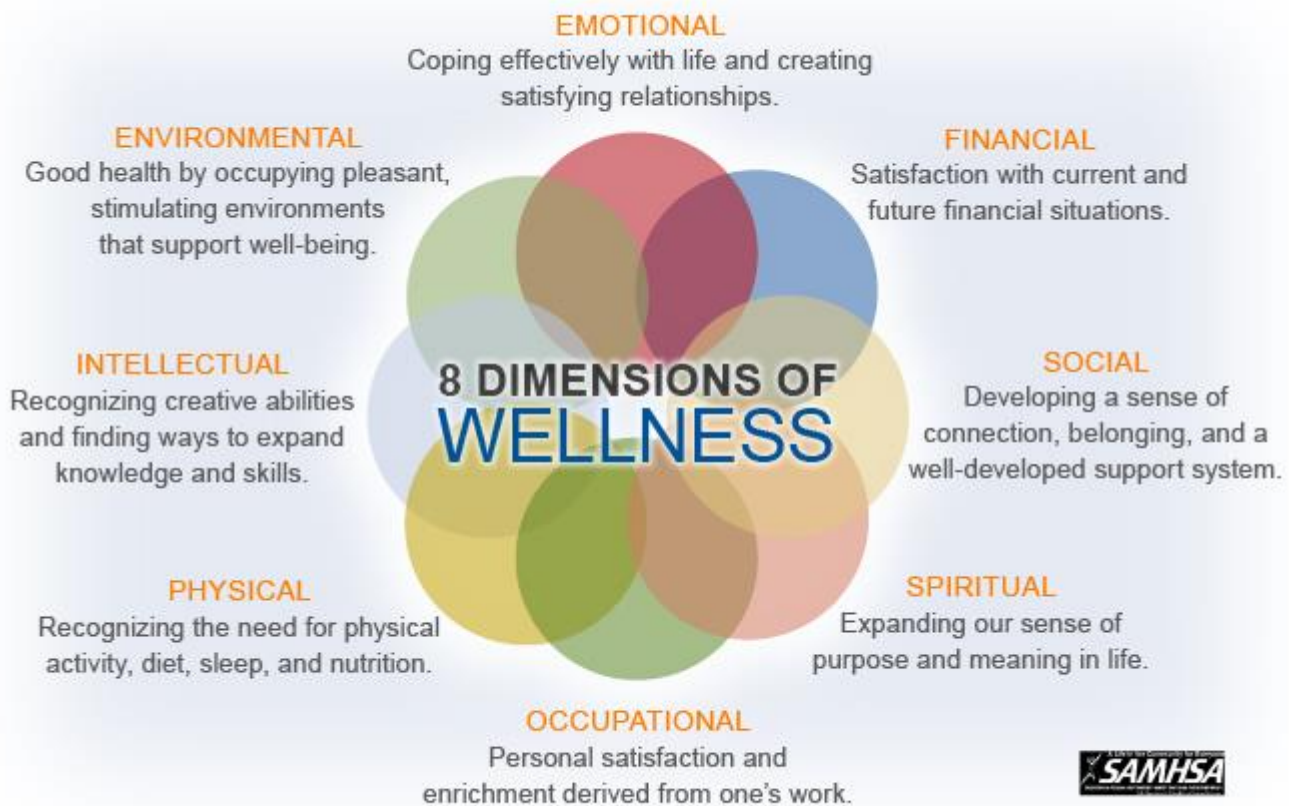 EMOTIONAL
Coping effectively with life and creating
satisfying relationships.
ENVIRONMENTAL
Good health by occupying pleasant,
stimulating environments
that support well-being.
FINANCIAL
Satisfaction with current and
future financial situations.
INTELLECTUAL
Recognizing creative abilities
and finding ways to expand
knowledge and skills.
8 DIMENSIONS OF
WELLNESS
SOCIAL
Developing a sense of
connection, belonging, and a
well-developed support system.
PHYSICAL
Recognizing the need for physical
activity, diet, sleep, and nutrition.
SPIRITUAL
Expanding our sense of
purpose and meaning in life.
OCCUPATIONAL
Personal satisfaction and
enrichment derived from one's work.
SAMHSA